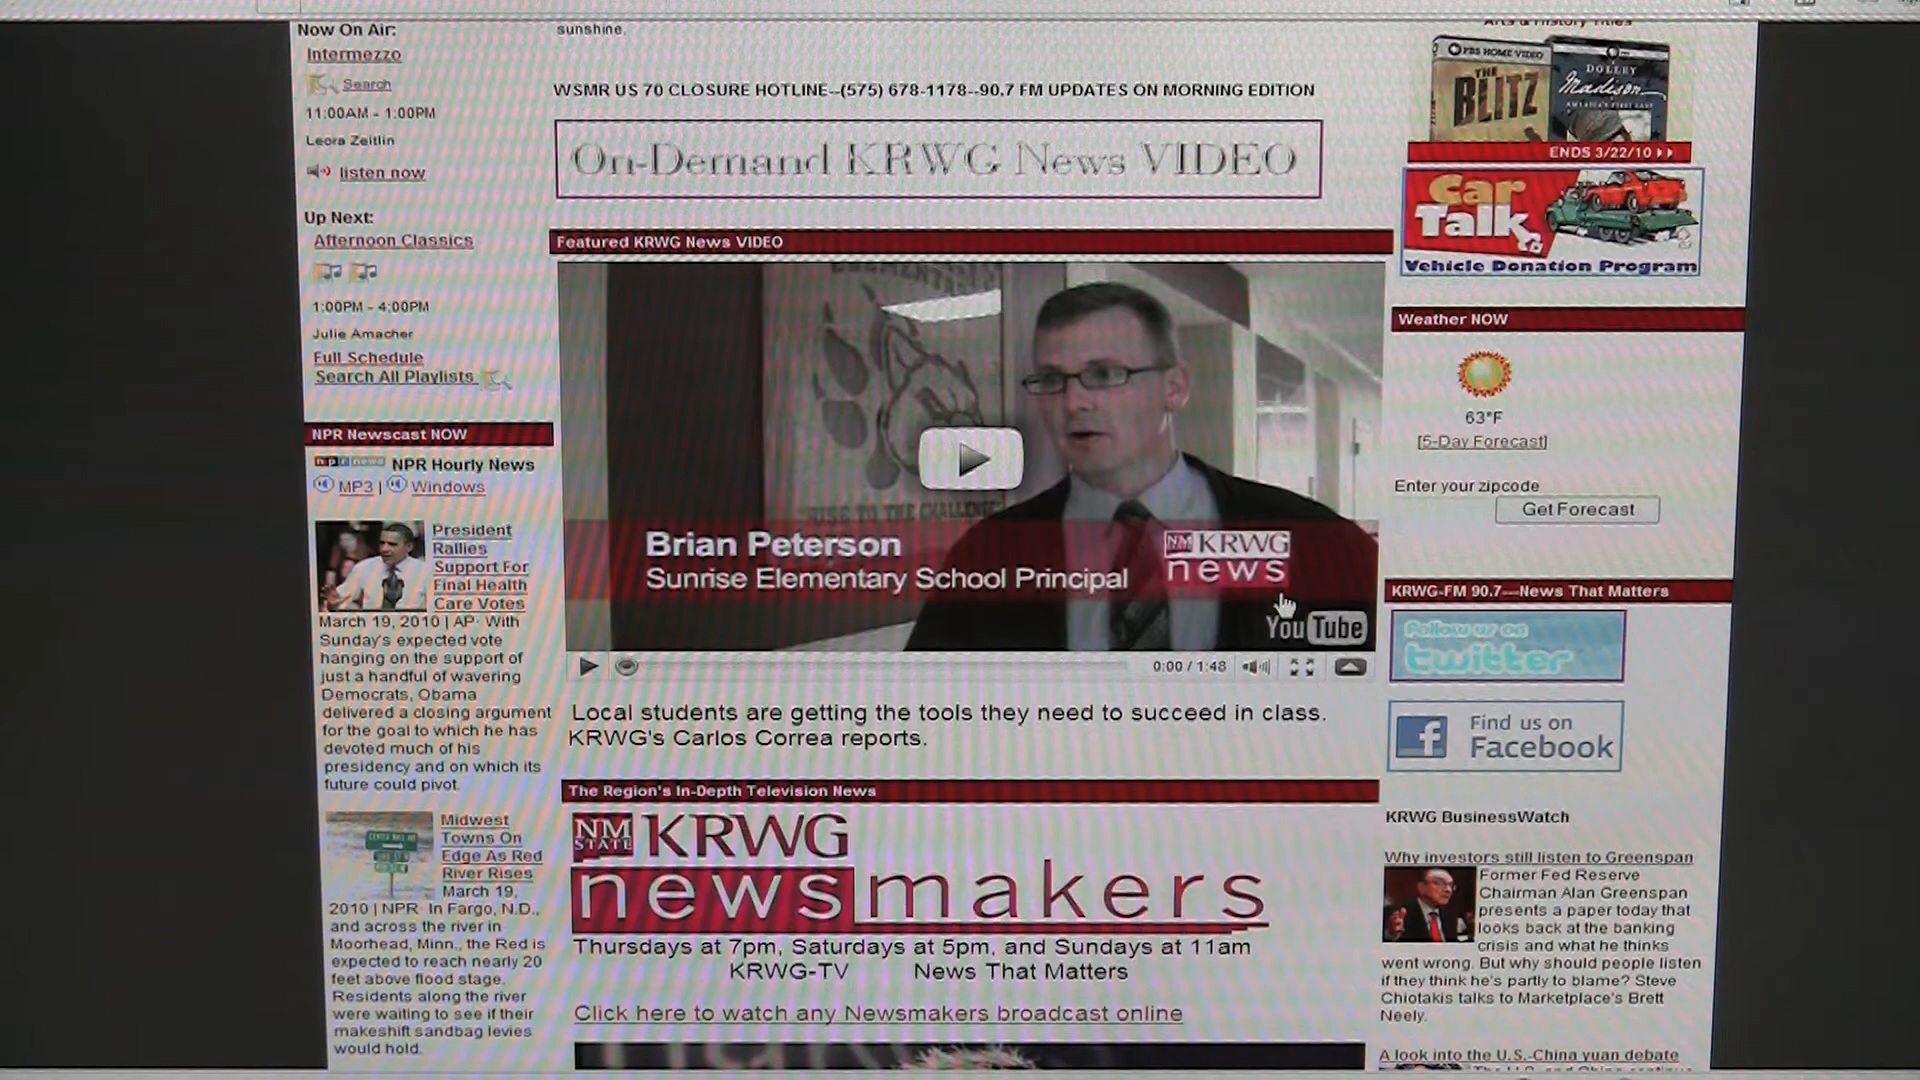 Now On Air:
Intermezzo
Search
11:00AM - 1:00PM
Leora Zeitlin
listen now
Up Next:
Afternoon Classics
1:00PM - 4:00PM
Julie Amacher
Full Schedule
Search All Playlists
NPR Newscast NOW
npr news NPR Hourly News
MP3 | Windows
President
Rallies
Support For
Final Health
Care Votes
March 19, 2010 | AP· With
Sunday's expected vote
hanging on the support of
just a handful of wavering
Democrats, Obama
delivered a closing argument
for the goal to which he has
devoted much of his
presidency and on which its
future could pivot.
Midwest
Towns On
Edge As Red
River Rises
March 19,
2010 | NPR· In Fargo, N.D.,
and across the river in
Moorhead, Minn., the Red is
expected to reach nearly 20
feet above flood stage.
Residents along the river
were waiting to see if their
makeshift sandbag levies
would hold.
sunshine.
WSMR US 70 CLOSURE HOTLINE--(575) 678-1178--90.7 FM UPDATES ON MORNING EDITION
On-Demand KRWG News VIDEO
Featured KRWG News VIDEO
"RISE TO THE CHALLENGE"
Brian Peterson
Sunrise Elementary School Principal
NM KRWG
news
YouTube
0:00 / 1:48
Local students are getting the tools they need to succeed in class.
KRWG's Carlos Correa reports.
The Region's In-Depth Television News
NM STATE KRWG
newsmakers
Thursdays at 7pm, Saturdays at 5pm, and Sundays at 11am
KRWG-TV News That Matters
Click here to watch any Newsmakers broadcast online
Arts & History Titles
PBS HOME VIDEO
THE
BLITZ
DOLLEY
Madison
AMERICA'S FIRST LADY
ENDS 3/22/10
Car
Talk
Vehicle Donation Program
Weather NOW
63°F
[5-Day Forecast]
Enter your zipcode
Get Forecast
KRWG-FM 90.7---News That Matters
Follow us on
twitter
Find us on
Facebook
KRWG BusinessWatch
Why investors still listen to Greenspan
Former Fed Reserve
Chairman Alan Greenspan
presents a paper today that
looks back at the banking
crisis and what he thinks
went wrong. But why should people listen
if they think he's partly to blame? Steve
Chiotakis talks to Marketplace's Brett
Neely.
A look into the U.S.-China yuan debate